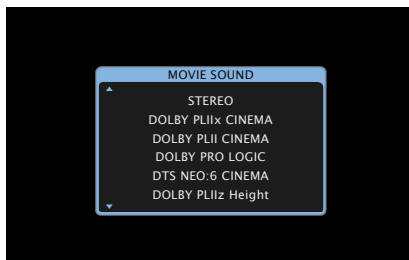 MOVIE SOUND
STEREO
DOLBY PLIIx CINEMA
DOLBY PLII CINEMA
DOLBY PRO LOGIC
DTS NEO:6 CINEMA
DOLBY PLIIz Height